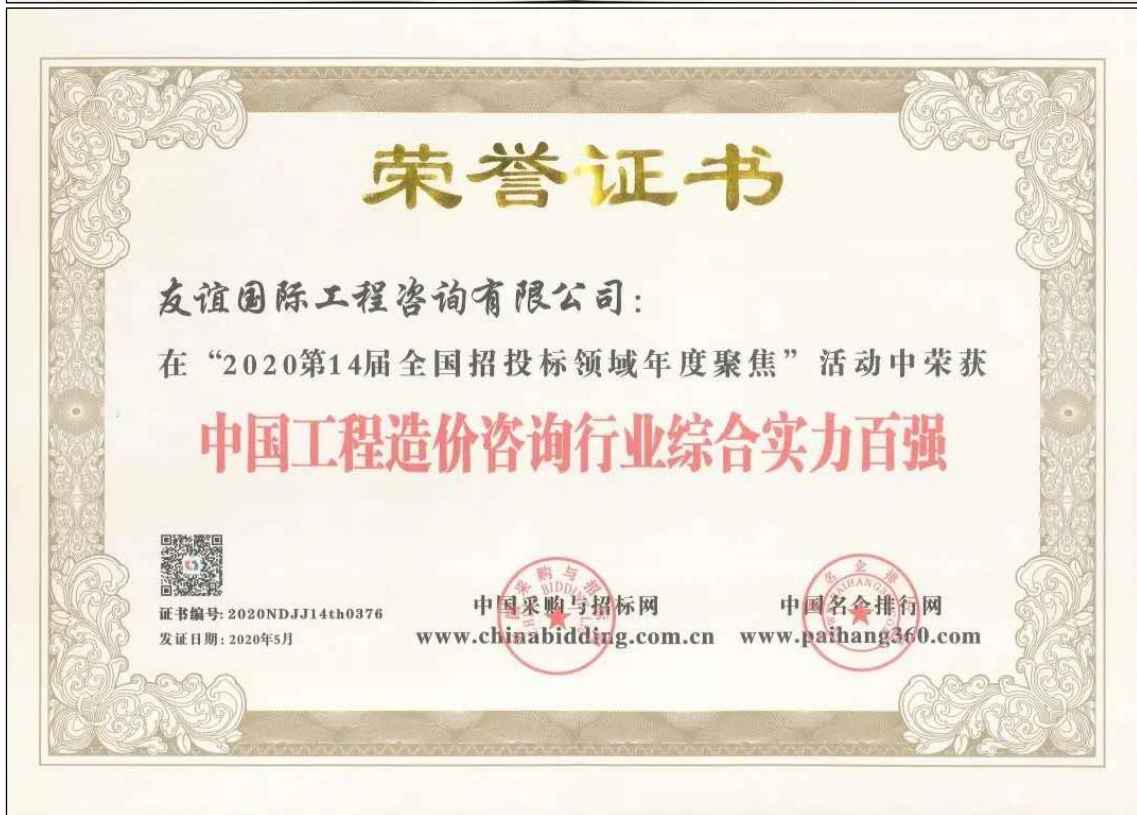 荣誉证书
友谊国际工程咨询有限公司：
在“2020第14届全国招投标领域年度聚焦”活动中荣获
中国工程造价咨询行业综合实力百强
证书编号：2020NDJJ14th0376
发证日期：2020年5月
中国采购与招标网
www.chinabidding.com.cn
中国名企排行网
www.paihang360.com